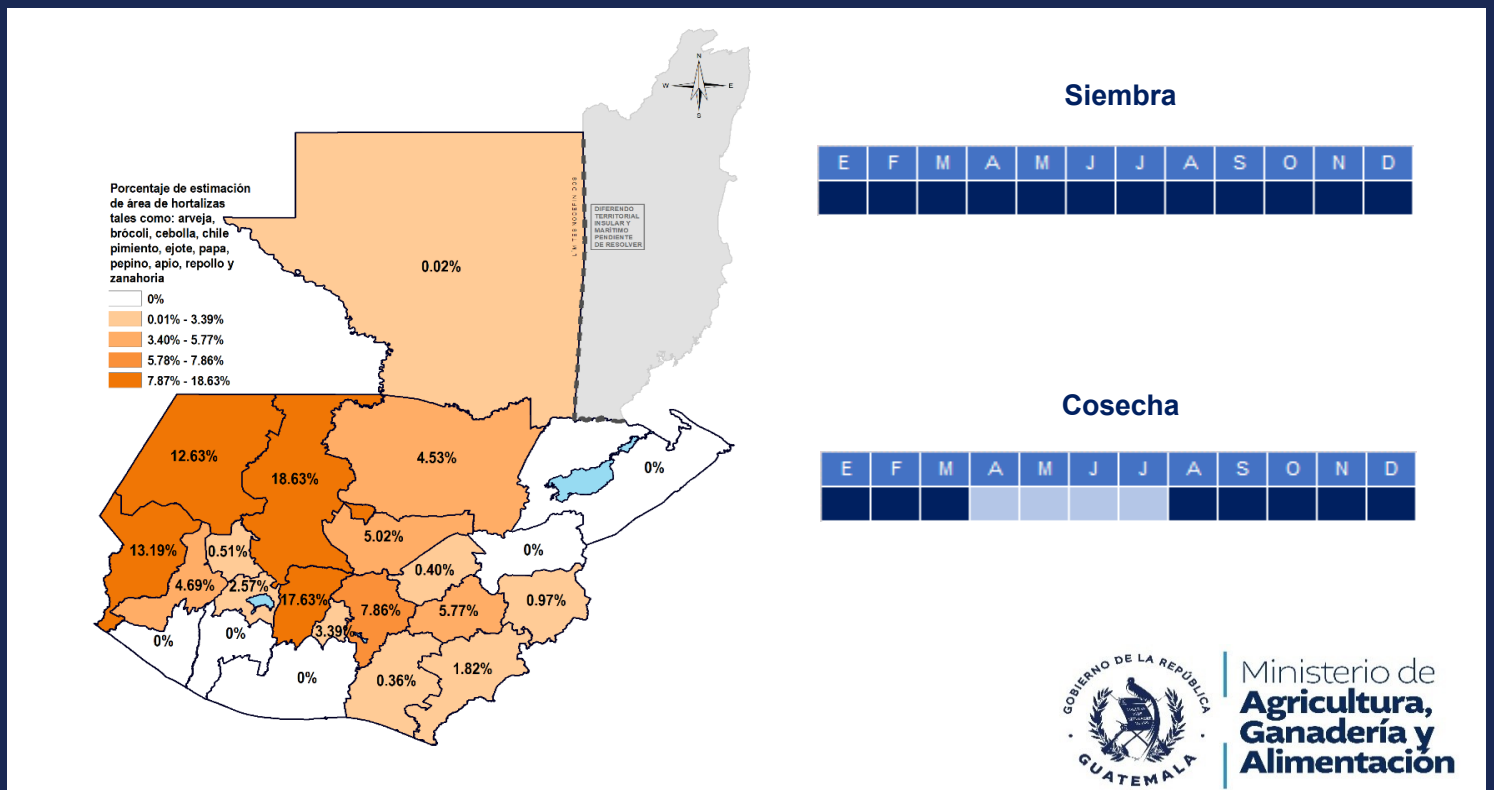 N
W
E
S
Porcentaje de estimación
de área de hortalizas
tales como: arveja,
brócoli, cebolla, chile
pimiento, ejote, papa,
pepino, apio, repollo y
zanahoria
0%
0.01% - 3.39%
3.40% - 5.77%
5.78% - 7.86%
7.87% - 18.63%
DIFERENDO
TERRITORIAL
INSULAR Y
MARÍTIMO
PENDIENTE
DE RESOLVER
0.02%
12.63%
18.63%
4.53%
0%
13.19%
0.51%
5.02%
0%
4.69%
2.57%
17.63%
0.40%
7.86%
5.77%
0.97%
3.39%
0%
0%
0%
0.36%
1.82%
Siembra
E F M A M J J A S O N D
Cosecha
E F M A M J J A S O N D
GOBIERNO DE LA REPÚBLICA
GUATEMALA
Ministerio de
Agricultura,
Ganadería y
Alimentación